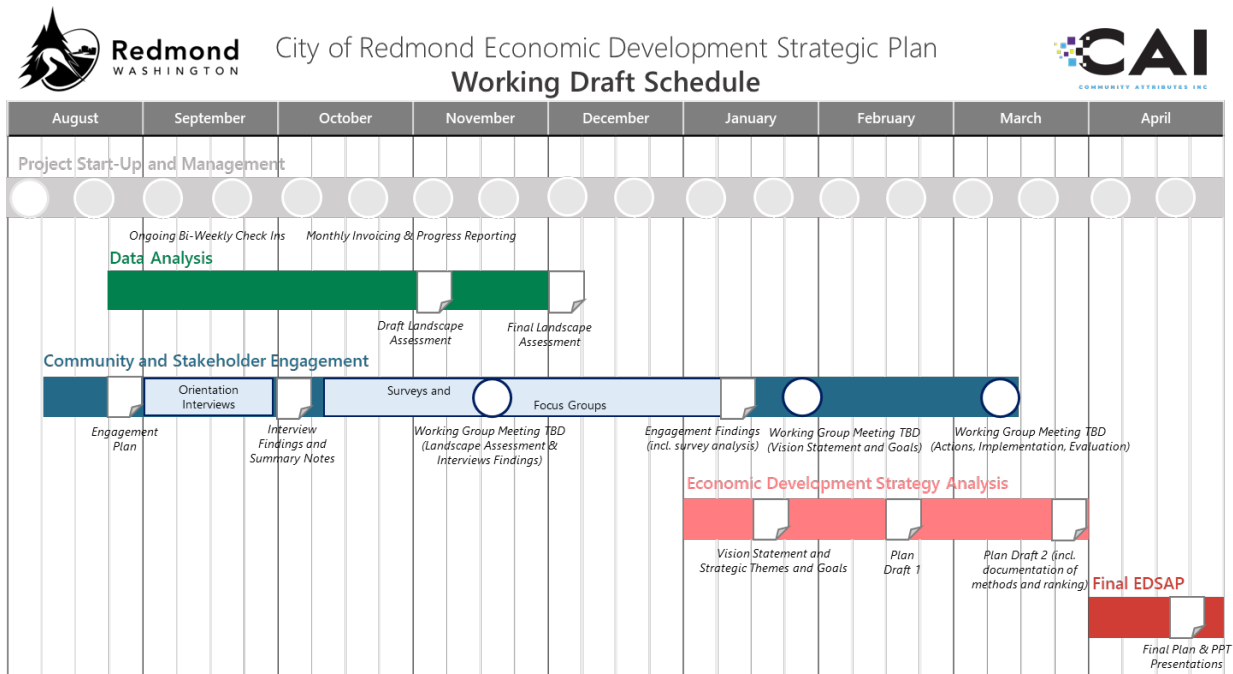 Redmond
WASHINGTON
City of Redmond Economic Development Strategic Plan
Working Draft Schedule
CAI
COMMUNITY ATTRIBUTES INC
August September October November December January February March April
Project Start-Up and Management
Ongoing Bi-Weekly Check Ins Monthly Invoicing & Progress Reporting
Data Analysis
Draft Landscape
Assessment
Final Landscape
Assessment
Community and Stakeholder Engagement
Orientation
Interviews
Surveys and
Focus Groups
Engagement
Plan
Interview
Findings and
Summary Notes
Working Group Meeting TBD
(Landscape Assessment &
Interviews Findings)
Engagement Findings
(incl. survey analysis)
Working Group Meeting TBD
(Vision Statement and Goals)
Working Group Meeting TBD
(Actions, Implementation, Evaluation)
Economic Development Strategy Analysis
Vision Statement and
Strategic Themes and Goals
Plan
Draft 1
Plan Draft 2 (incl.
documentation of
methods and ranking)
Final EDSAP
Final Plan & PPT
Presentations